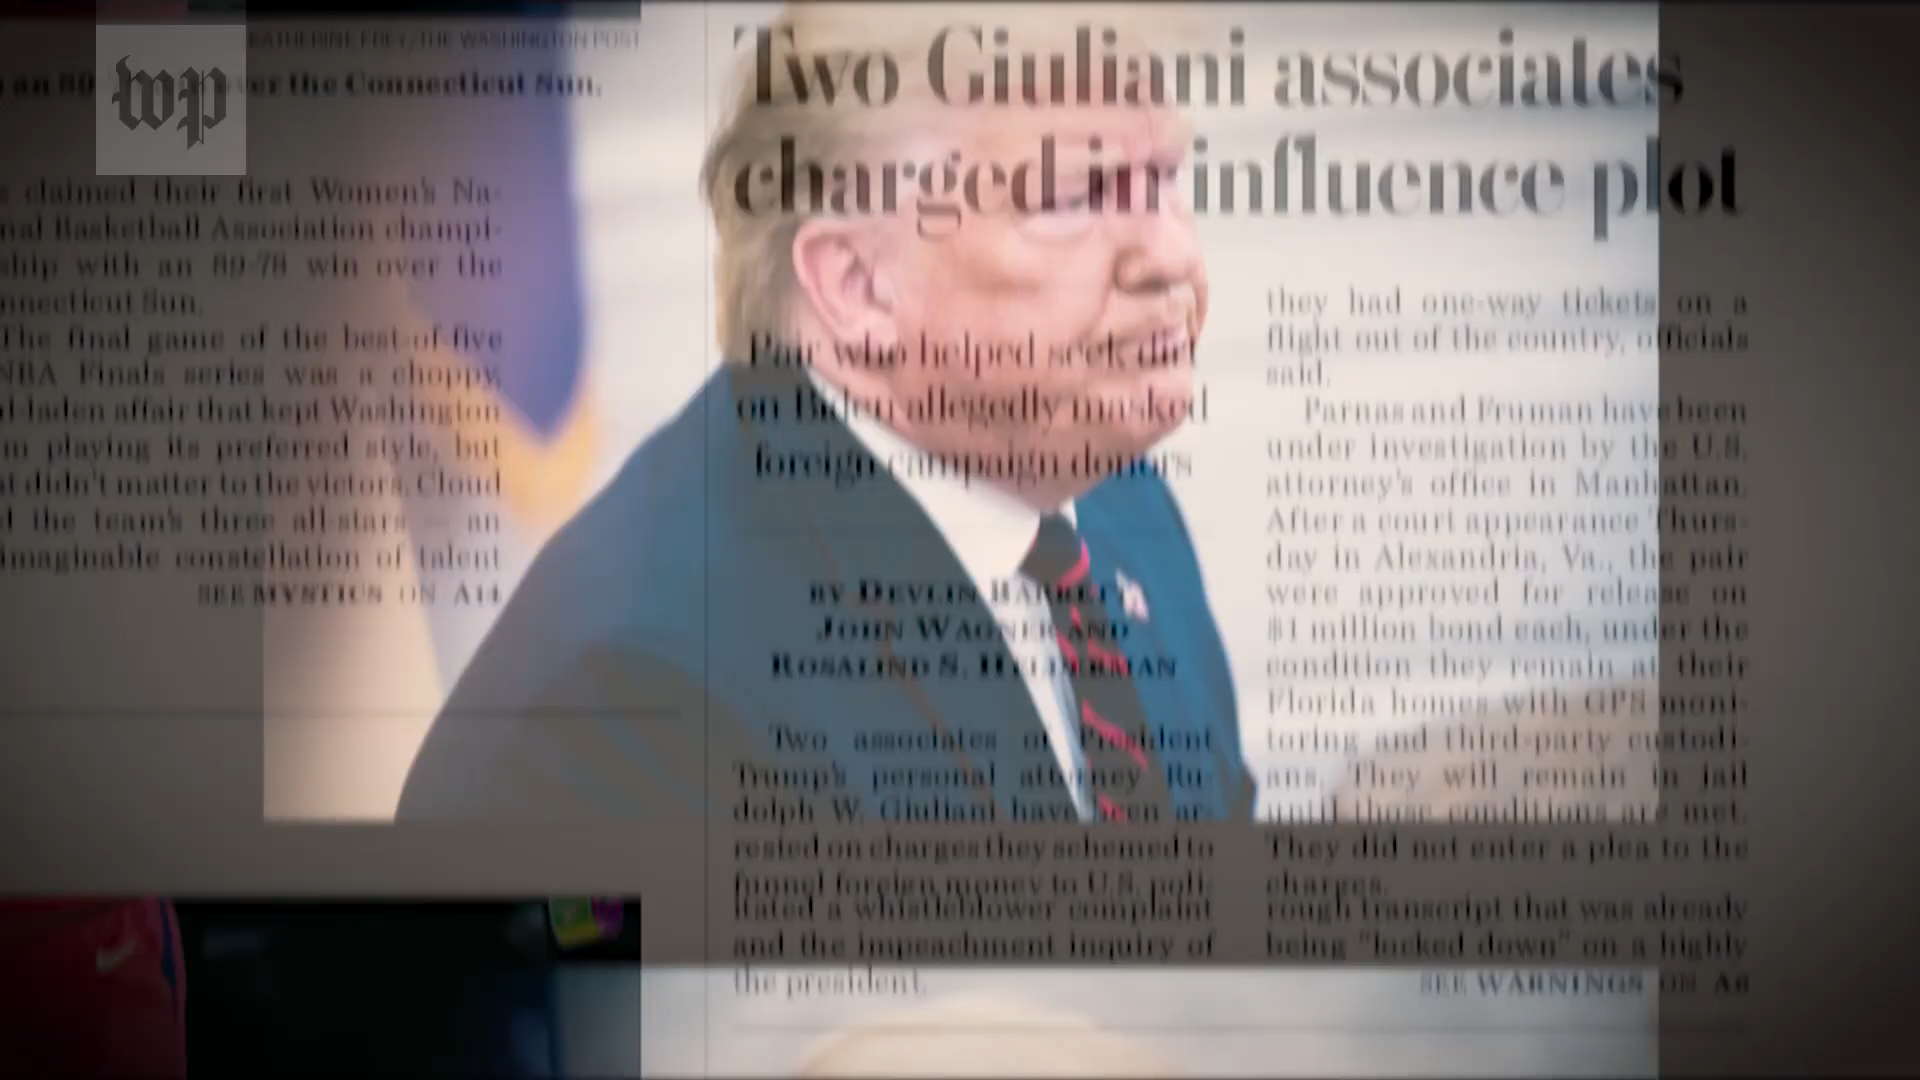 KATHERINE FREY/THE WASHINGTON POST
wp
an 89- over the Connecticut Sun.
claimed their first Women's Na-
nal Basketball Association champi-
ship with an 89-78 win over the
nnecticut Sun.
The final game of the best-of-five
NBA Finals series was a choppy,
l-laden affair that kept Washington
m playing its preferred style, but
t didn't matter to the victors. Cloud
d the team's three all-stars — an
imaginable constellation of talent
SEE MYSTICS ON A14
Two Giuliani associates
charged in influence plot
Pair who helped seek dirt
on Biden allegedly masked
foreign campaign donors
BY DEVLIN BARRETT,
JOHN WAGNER AND
ROSALIND S. HELDERMAN
Two associates of President
Trump's personal attorney Ru-
dolph W. Giuliani have been ar-
rested on charges they schemed to
funnel foreign money to U.S. poli-
itated a whistleblower complaint
and the impeachment inquiry of
the president.
they had one-way tickets on a
flight out of the country, officials
said.
Parnas and Fruman have been
under investigation by the U.S.
attorney's office in Manhattan.
After a court appearance Thurs-
day in Alexandria, Va., the pair
were approved for release on
$1 million bond each, under the
condition they remain at their
Florida homes with GPS moni-
toring and third-party custodi-
ans. They will remain in jail
until those conditions are met.
They did not enter a plea to the
charges.
rough transcript that was already
being "locked down" on a highly
SEE WARNINGS ON A6